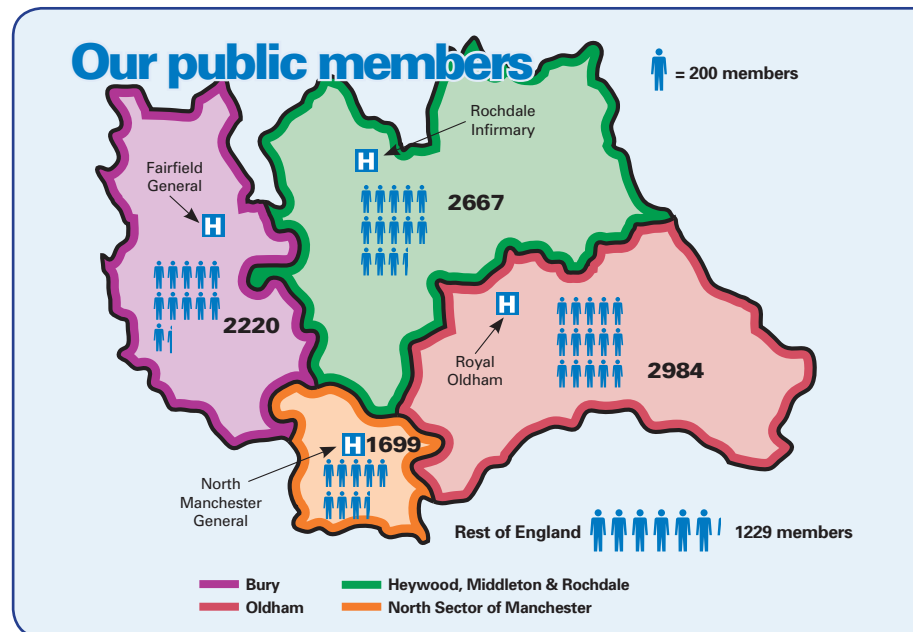 Our public members
= 200 members
Rochdale
Infirmary
H
Fairfield
General
H
2667
2220
H
Royal
Oldham
2984
H
1699
North
Manchester
General
Rest of England
1229 members
Bury
Heywood, Middleton & Rochdale
Oldham
North Sector of Manchester